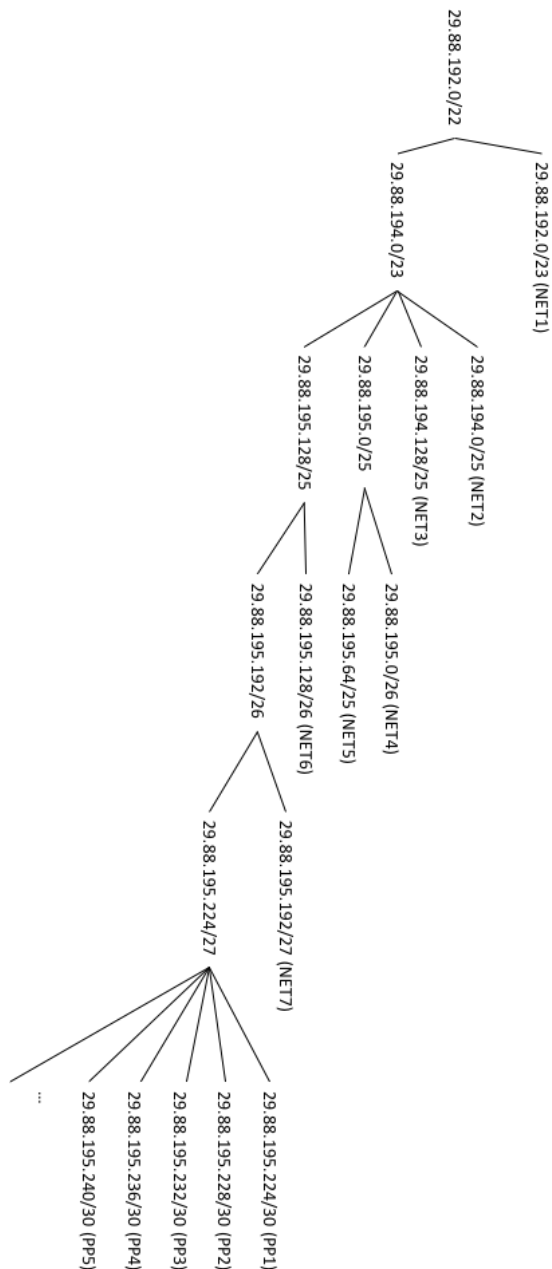 29.88.192.0/22
29.88.192.0/23 (NET1)
29.88.194.0/23
29.88.194.0/25 (NET2)
29.88.194.128/25 (NET3)
29.88.195.0/25
29.88.195.128/25
29.88.195.0/26 (NET4)
29.88.195.64/25 (NET5)
29.88.195.128/26 (NET6)
29.88.195.192/26
29.88.195.192/27 (NET7)
29.88.195.224/27
29.88.195.224/30 (PP1)
29.88.195.228/30 (PP2)
29.88.195.232/30 (PP3)
29.88.195.236/30 (PP4)
29.88.195.240/30 (PP5)
...